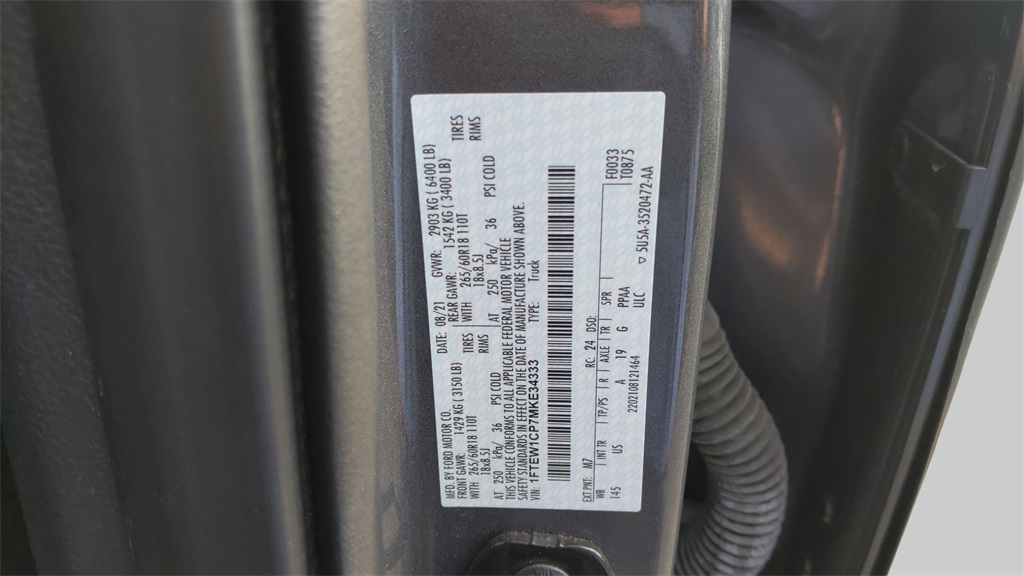 MFD. BY FORD MOTOR CO.
DATE: 08/21 GVWR: 2903 KG ( 6400 LB)
FRONT GAWR: 1429 KG ( 3150 LB)
REAR GAWR: 1542 KG ( 3400 LB)
WITH 265/60R18 110T TIRES
WITH 265/60R18 110T TIRES
18x8.5J RIMS
18x8.5J RIMS
AT 250 kPa/ 36 PSI COLD
AT 250 kPa/ 36 PSI COLD
THIS VEHICLE CONFORMS TO ALL APPLICABLE FEDERAL MOTOR VEHICLE
SAFETY STANDARDS IN EFFECT ON THE DATE OF MANUFACTURE SHOWN ABOVE.
VIN: 1FTEW1CP7MKE34333 TYPE: Truck
F0033
EXT PNT: M7 RC: 24 DSO: T0875
WB INT TR TP/PS R AXLE TR SPR
145 US A 19 G PPAA
ULC
2202108121464 ▽ 5U5A-3520472-AA